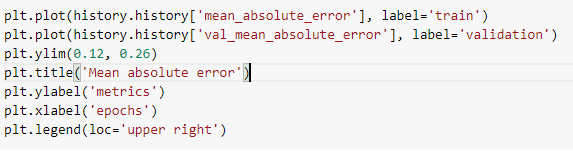 plt.plot(history.history['mean_absolute_error'], label='train')
plt.plot(history.history['val_mean_absolute_error'], label='validation')
plt.ylim(0.12, 0.26)
plt.title('Mean absolute error')
plt.ylabel('metrics')
plt.xlabel('epochs')
plt.legend(loc='upper right')